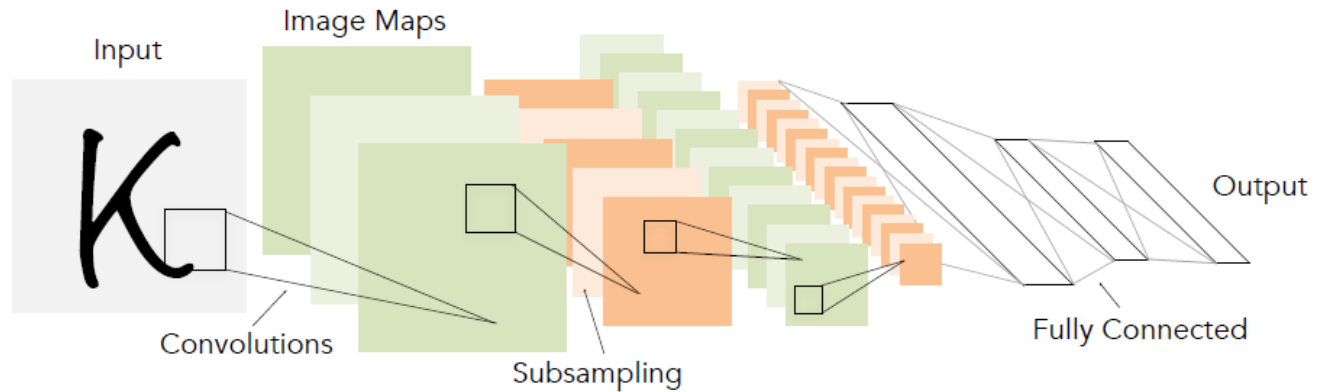 Image Maps
Input
K
Output
Convolutions
Fully Connected
Subsampling